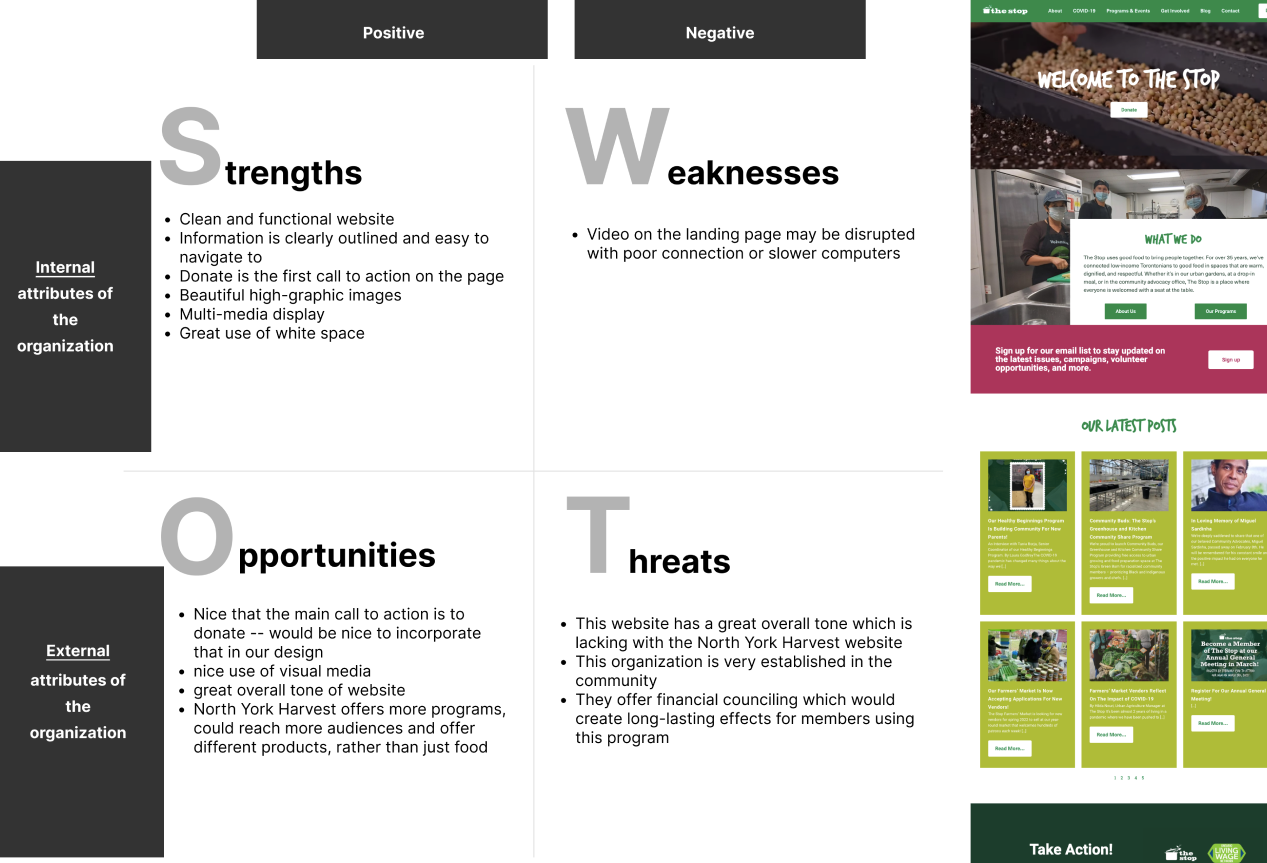 Positive
Negative
Strengths
Clean and functional website
Information is clearly outlined and easy to
navigate to
Donate is the first call to action on the page
Beautiful high-graphic images
Multi-media display
Great use of white space
Weaknesses
Video on the landing page may be disrupted
with poor connection or slower computers
Internal
attributes of
the
organization
Opportunities
Nice that the main call to action is to
donate -- would be nice to incorporate
that in our design
nice use of visual media
great overall tone of website
North York Harvest offers more programs,
could reach more audiences and offer
different products, rather than just food
Threats
This website has a great overall tone which is
lacking with the North York Harvest website
This organization is very established in the
community
They offer financial counciling which would
create long-lasting effects for members using
this program
External
attributes of
the
organization
the stop
About COVID-19 Programs & Events Get Involved Blog Contact
WELCOME TO THE STOP
Donate
WHAT WE DO
The Stop uses good food to bring people together. For over 35 years, we've
connected low-income Torontonians to good food in spaces that are warm,
dignified, and respectful. Whether it's in our urban gardens, at a drop-in
meal, or in the community advocacy office, The Stop is a place where
everyone is welcomed with a seat at the table.
About Us
Our Programs
Sign up for our email list to stay updated on
the latest issues, campaigns, volunteer
opportunities, and more.
Sign up
OUR LATEST POSTS
Our Healthy Beginnings Program
Is Building Community For New
Parents!
Read More...
Community Beds: The Stop's
Greenhouse and Kitchen
Community Share Program
Read More...
In Loving Memory of Miguel
Sardinha
Read More...
Our Farmers' Market Is Now
Accepting Applications For New
Vendors!
Read More...
Farmers' Market Vendors Reflect
On The Impact of COVID-19
Read More...
the stop
Become a Member
of The Stop at our
Annual General
Meeting in March!
Register For Our Annual General
Meeting!
[...]
Read More...
1 2 3 4 5
Take Action!
the
stop
LIVING
WAGE